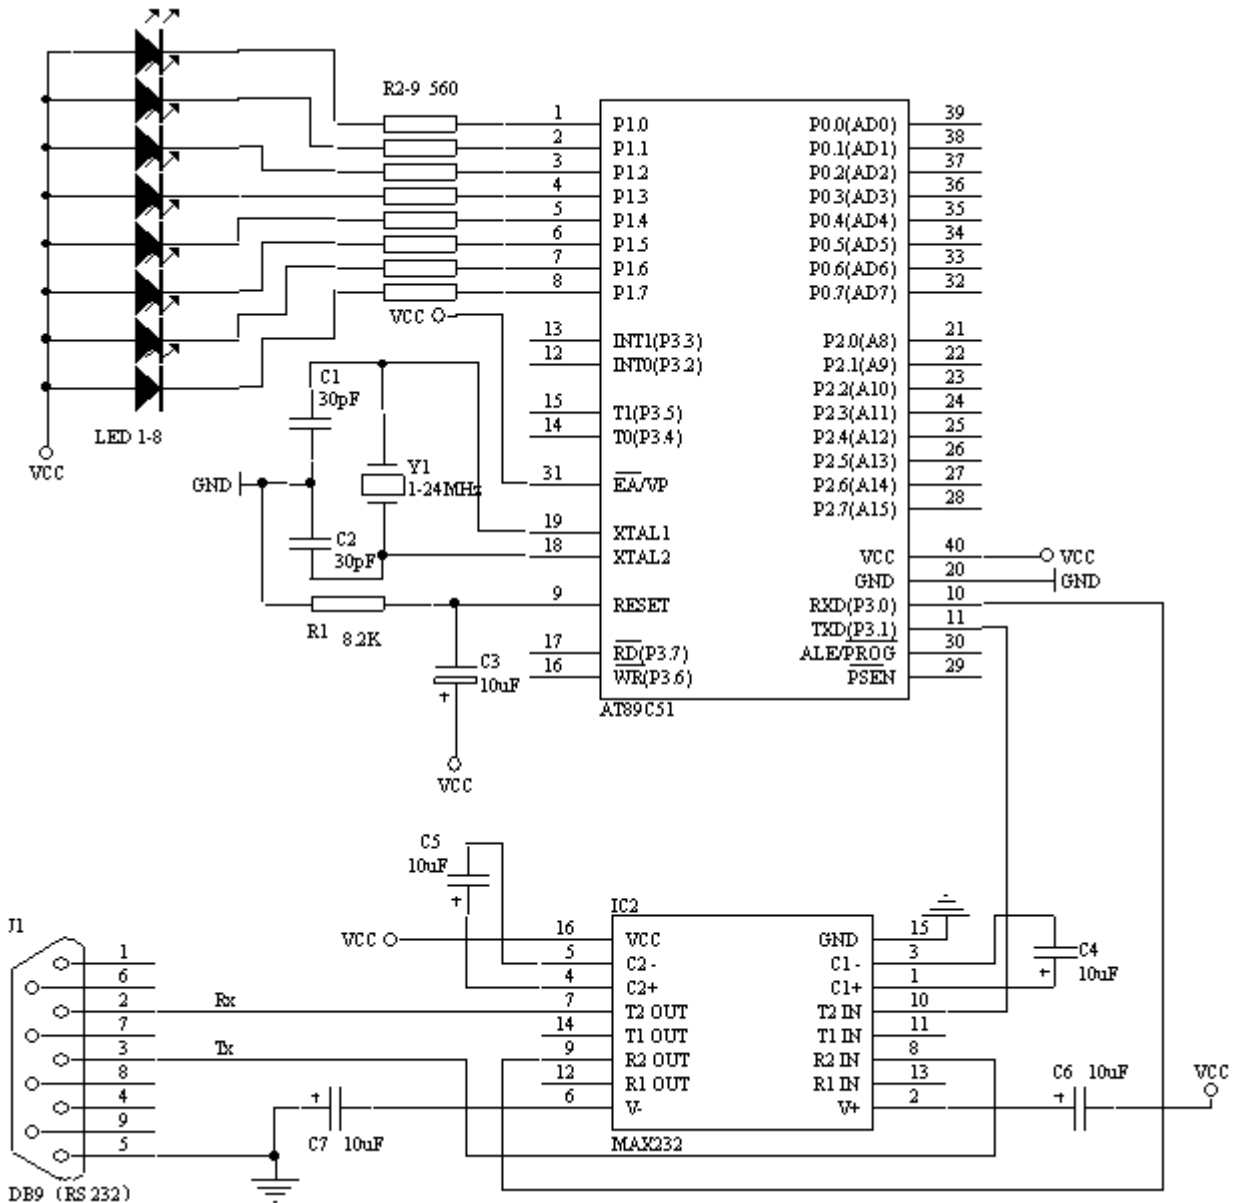 R2-9 560
1 P1.0 P0.0(AD0) 39
2 P1.1 P0.1(AD1) 38
3 P1.2 P0.2(AD2) 37
4 P1.3 P0.3(AD3) 36
5 P1.4 P0.4(AD4) 35
6 P1.5 P0.5(AD5) 34
7 P1.6 P0.6(AD6) 33
8 P1.7 P0.7(AD7) 32
VCC
13 INT1(P3.3) P2.0(A8) 21
12 INT0(P3.2) P2.1(A9) 22
P2.2(A10) 23
C1
30pF
15 T1(P3.5) P2.3(A11) 24
14 T0(P3.4) P2.4(A12) 25
LED 1-8
VCC
P2.5(A13) 26
GND
Y1
1-24MHz
31 EA/VP P2.6(A14) 27
P2.7(A15) 28
19 XTAL1
C2
30pF
18 XTAL2 VCC 40 VCC
GND 20 GND
9 RESET RXD(P3.0) 10
R1 8.2K
TXD(P3.1) 11
17 RD(P3.7) ALE/PROG 30
16 WR(P3.6) PSEN 29
C3
10uF
+
AT89C51
VCC
C5
10uF
+
IC2
J1
VCC 16 VCC GND 15
5 C2- C1- 3
4 C2+ C1+ 1
C4
10uF
+
1
6
2 Rx 7 T2 OUT T2 IN 10
7 14 T1 OUT T1 IN 11
3 Tx 9 R2 OUT R2 IN 8
8 12 R1 OUT R1 IN 13
4 6 V- V+ 2
C6 10uF
+
VCC
9
+
C7 10uF
5
MAX232
DB9 (RS232)